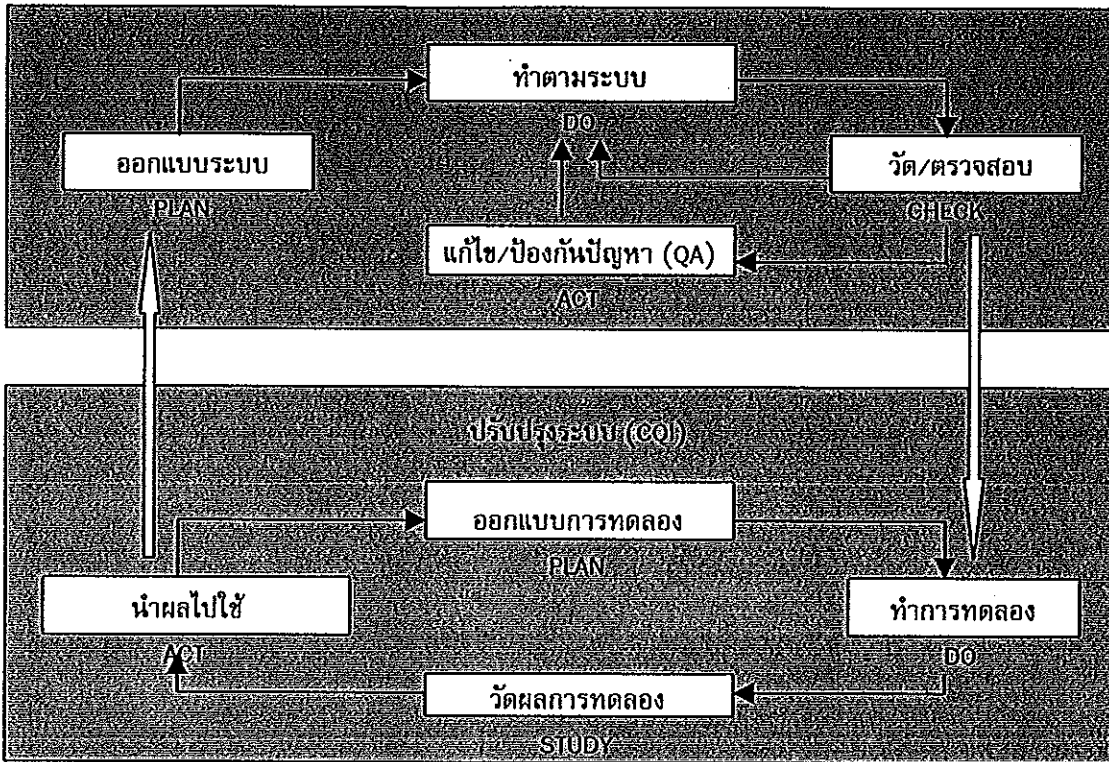 ทำตามระบบ
DO
ออกแบบระบบ
PLAN
วัด/ตรวจสอบ
CHECK
แก้ไข/ป้องกันปัญหา (QA)
ACT
ปรับปรุงระบบ (CQI)
ออกแบบการทดลอง
PLAN
นำผลไปใช้
ACT
ทำการทดลอง
DO
วัดผลการทดลอง
STUDY